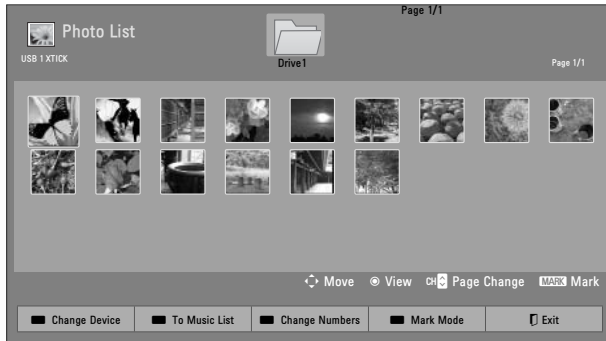 Page 1/1
Photo List
USB 1 XTICK
Drive1
Page 1/1
Move View CH Page Change MARK Mark
Change Device To Music List Change Numbers Mark Mode Exit